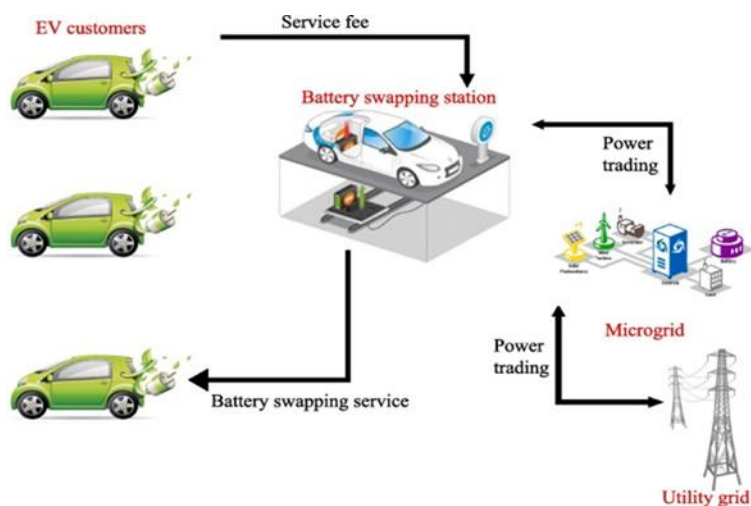 EV customers
Service fee
Battery swapping station
Power
trading
Battery swapping service
Power
trading
Microgrid
Utility grid